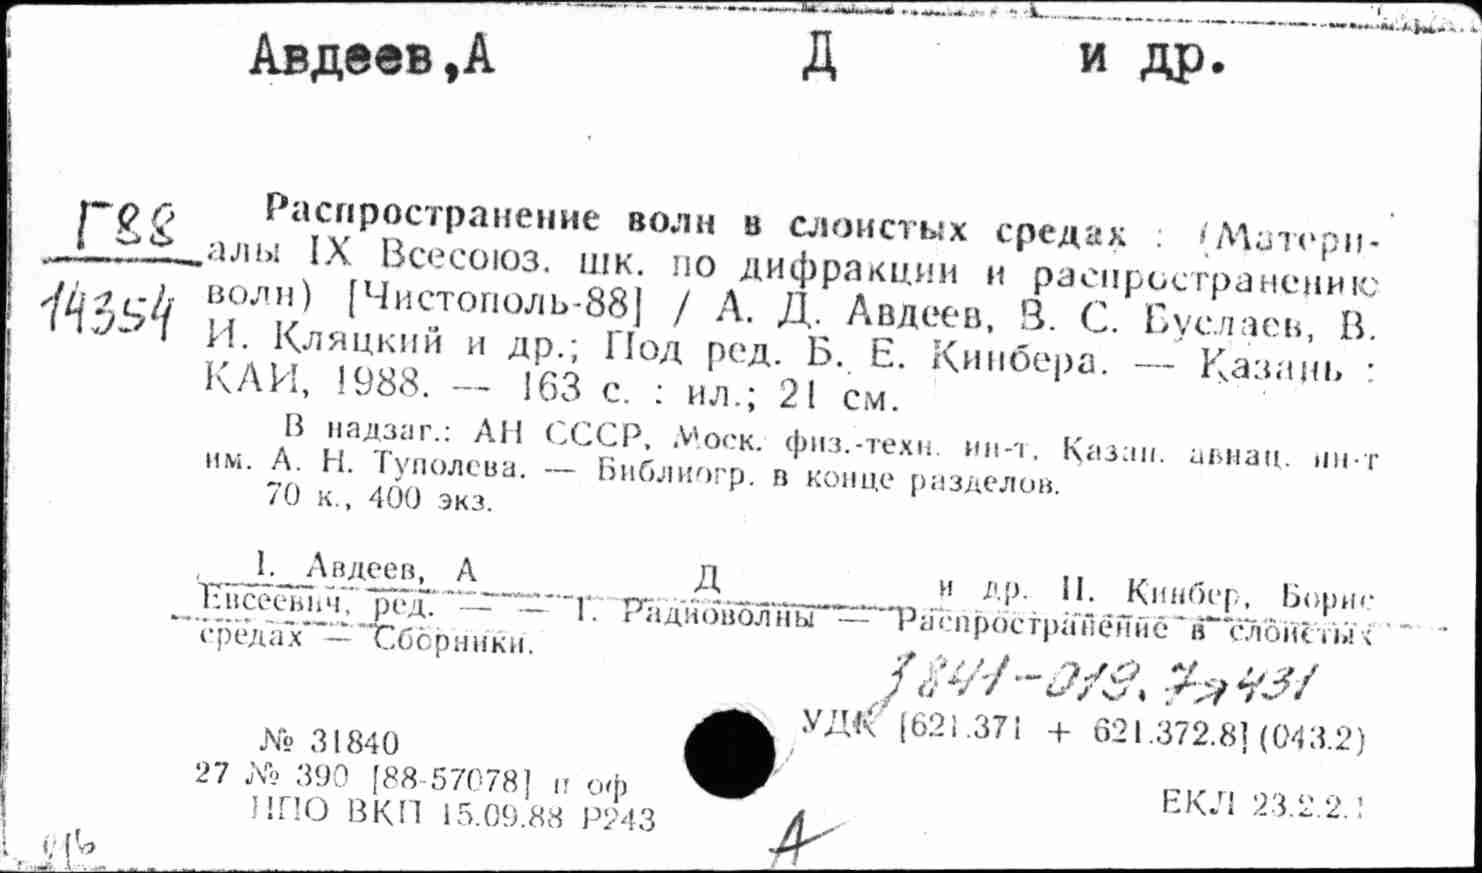 Авдеев,А Д и др.
Г88
14354
Распространение волн в слоистых средах : (Матери-
алы IX Всесоюз. шк. по дифракции и распространению
волн) [Чистополь-88] / А. Д. Авдеев, В. С. Буслаев, В.
И. Кляцкий и др.; Под ред. Б. Е. Кинбера. — Казань :
КАИ, 1988. — 163 с. : ил.; 21 см.
В надзаг.: АН СССР, Моск. физ.-техн. ин-т, Казан. авиац. ин-т
им. А. Н. Туполева. — Библиогр. в конце разделов.
70 к., 400 экз.
I. Авдеев, А Д и др. II. Кинбер, Борис
Евсеевич, ред. — — 1. Радиоволны — Распространение в слоистых
средах — Сборники.
З841-019.7я431
УДК [621.371 + 621.372.8](043.2)
№ 31840
27 № 390 [88-57078] п оф
НПО ВКП 15.09.88 Р243
ЕКЛ 23.2.2.1
А